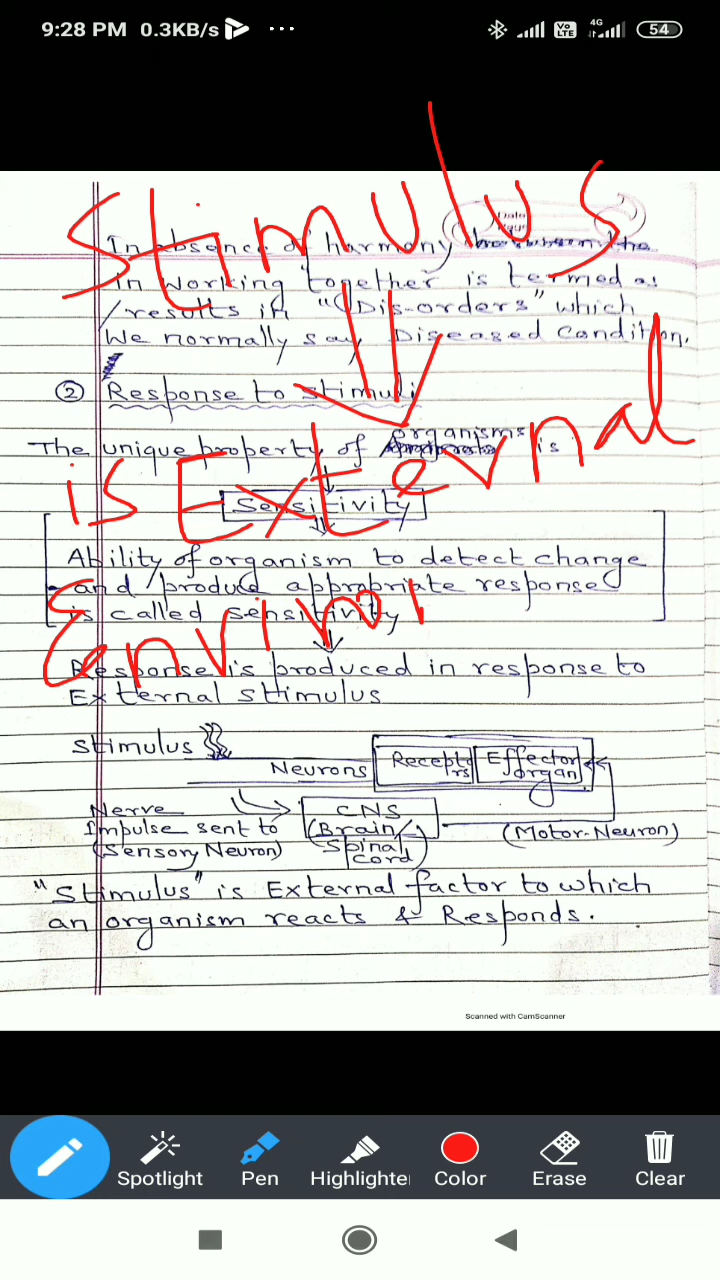 9:28 PM 0.3KB/s ...
Vo LTE 4G 54
Stimulus
is External
Environ
In absence of harmony the
in working together is termed as
/results in "Dis-orders" which
We normally say Diseased Condition.
② Response to stimuli
The unique property of organisms is
Sensitivity
Ability of organism to detect change
and produce appropriate response
is called sensitivity
Response is produced in response to
External stimulus
stimulus
Neurons Receptors Effector organ
Nerve
Impulse sent to
(Sensory Neuron)
CNS
(Brain/
Spinal
Cord)
(Motor-Neuron)
"Stimulus" is External factor to which
an organism reacts & Responds.
Scanned with CamScanner
Spotlight Pen Highlighter Color Erase Clear